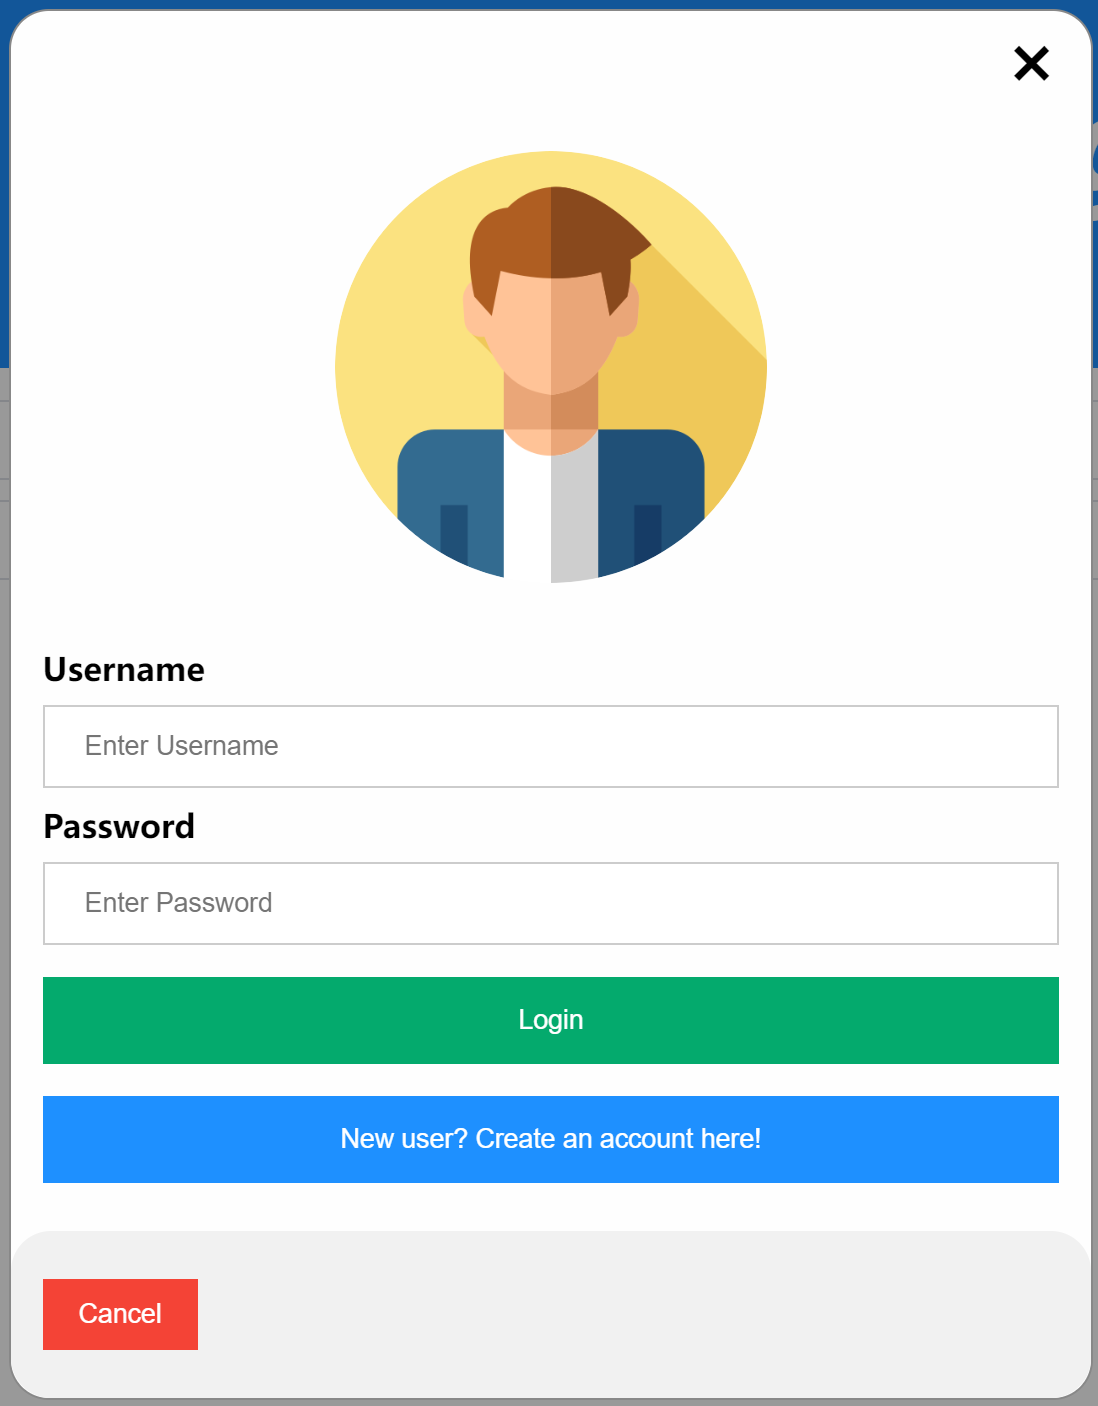 Username
Enter Username
Password
Enter Password
Login
New user? Create an account here!
Cancel